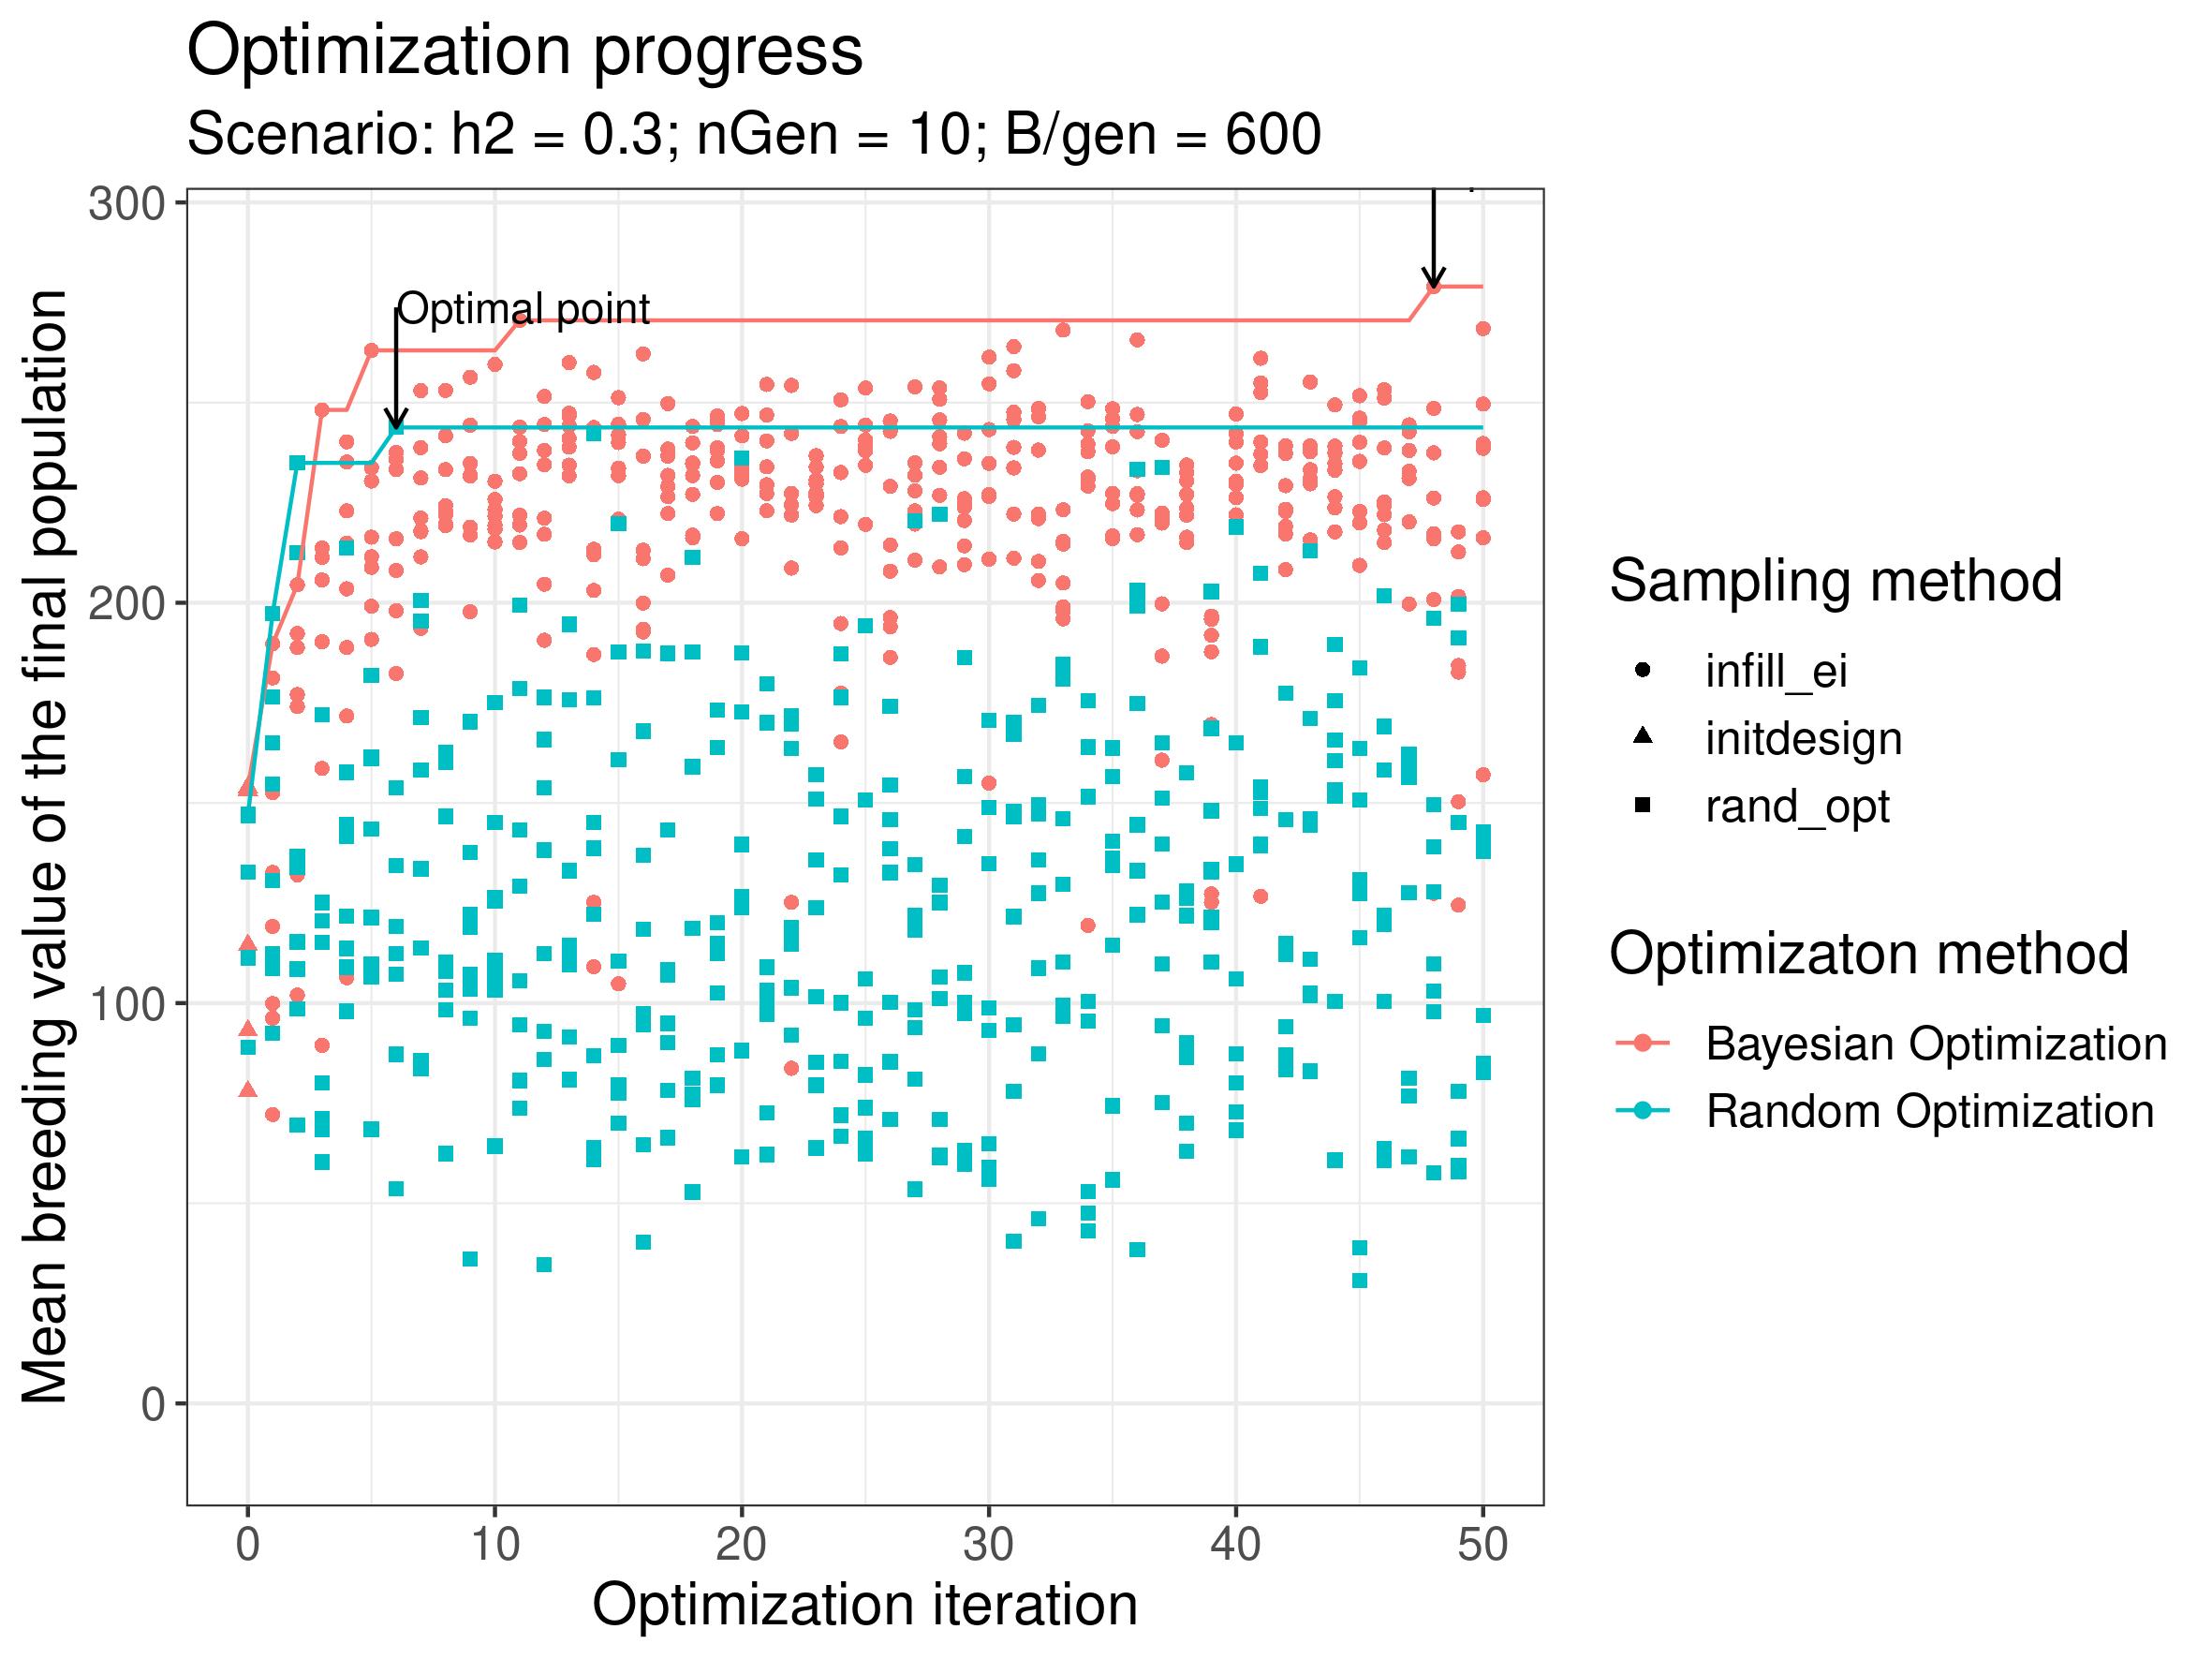 Optimization progress
Scenario: h2 = 0.3; nGen = 10; B/gen = 600
Mean breeding value of the final population
300
200
100
0
Optimal point
0 10 20 30 40 50
Optimization iteration
Sampling method
infill_ei
initdesign
rand_opt
Optimizaton method
Bayesian Optimization
Random Optimization